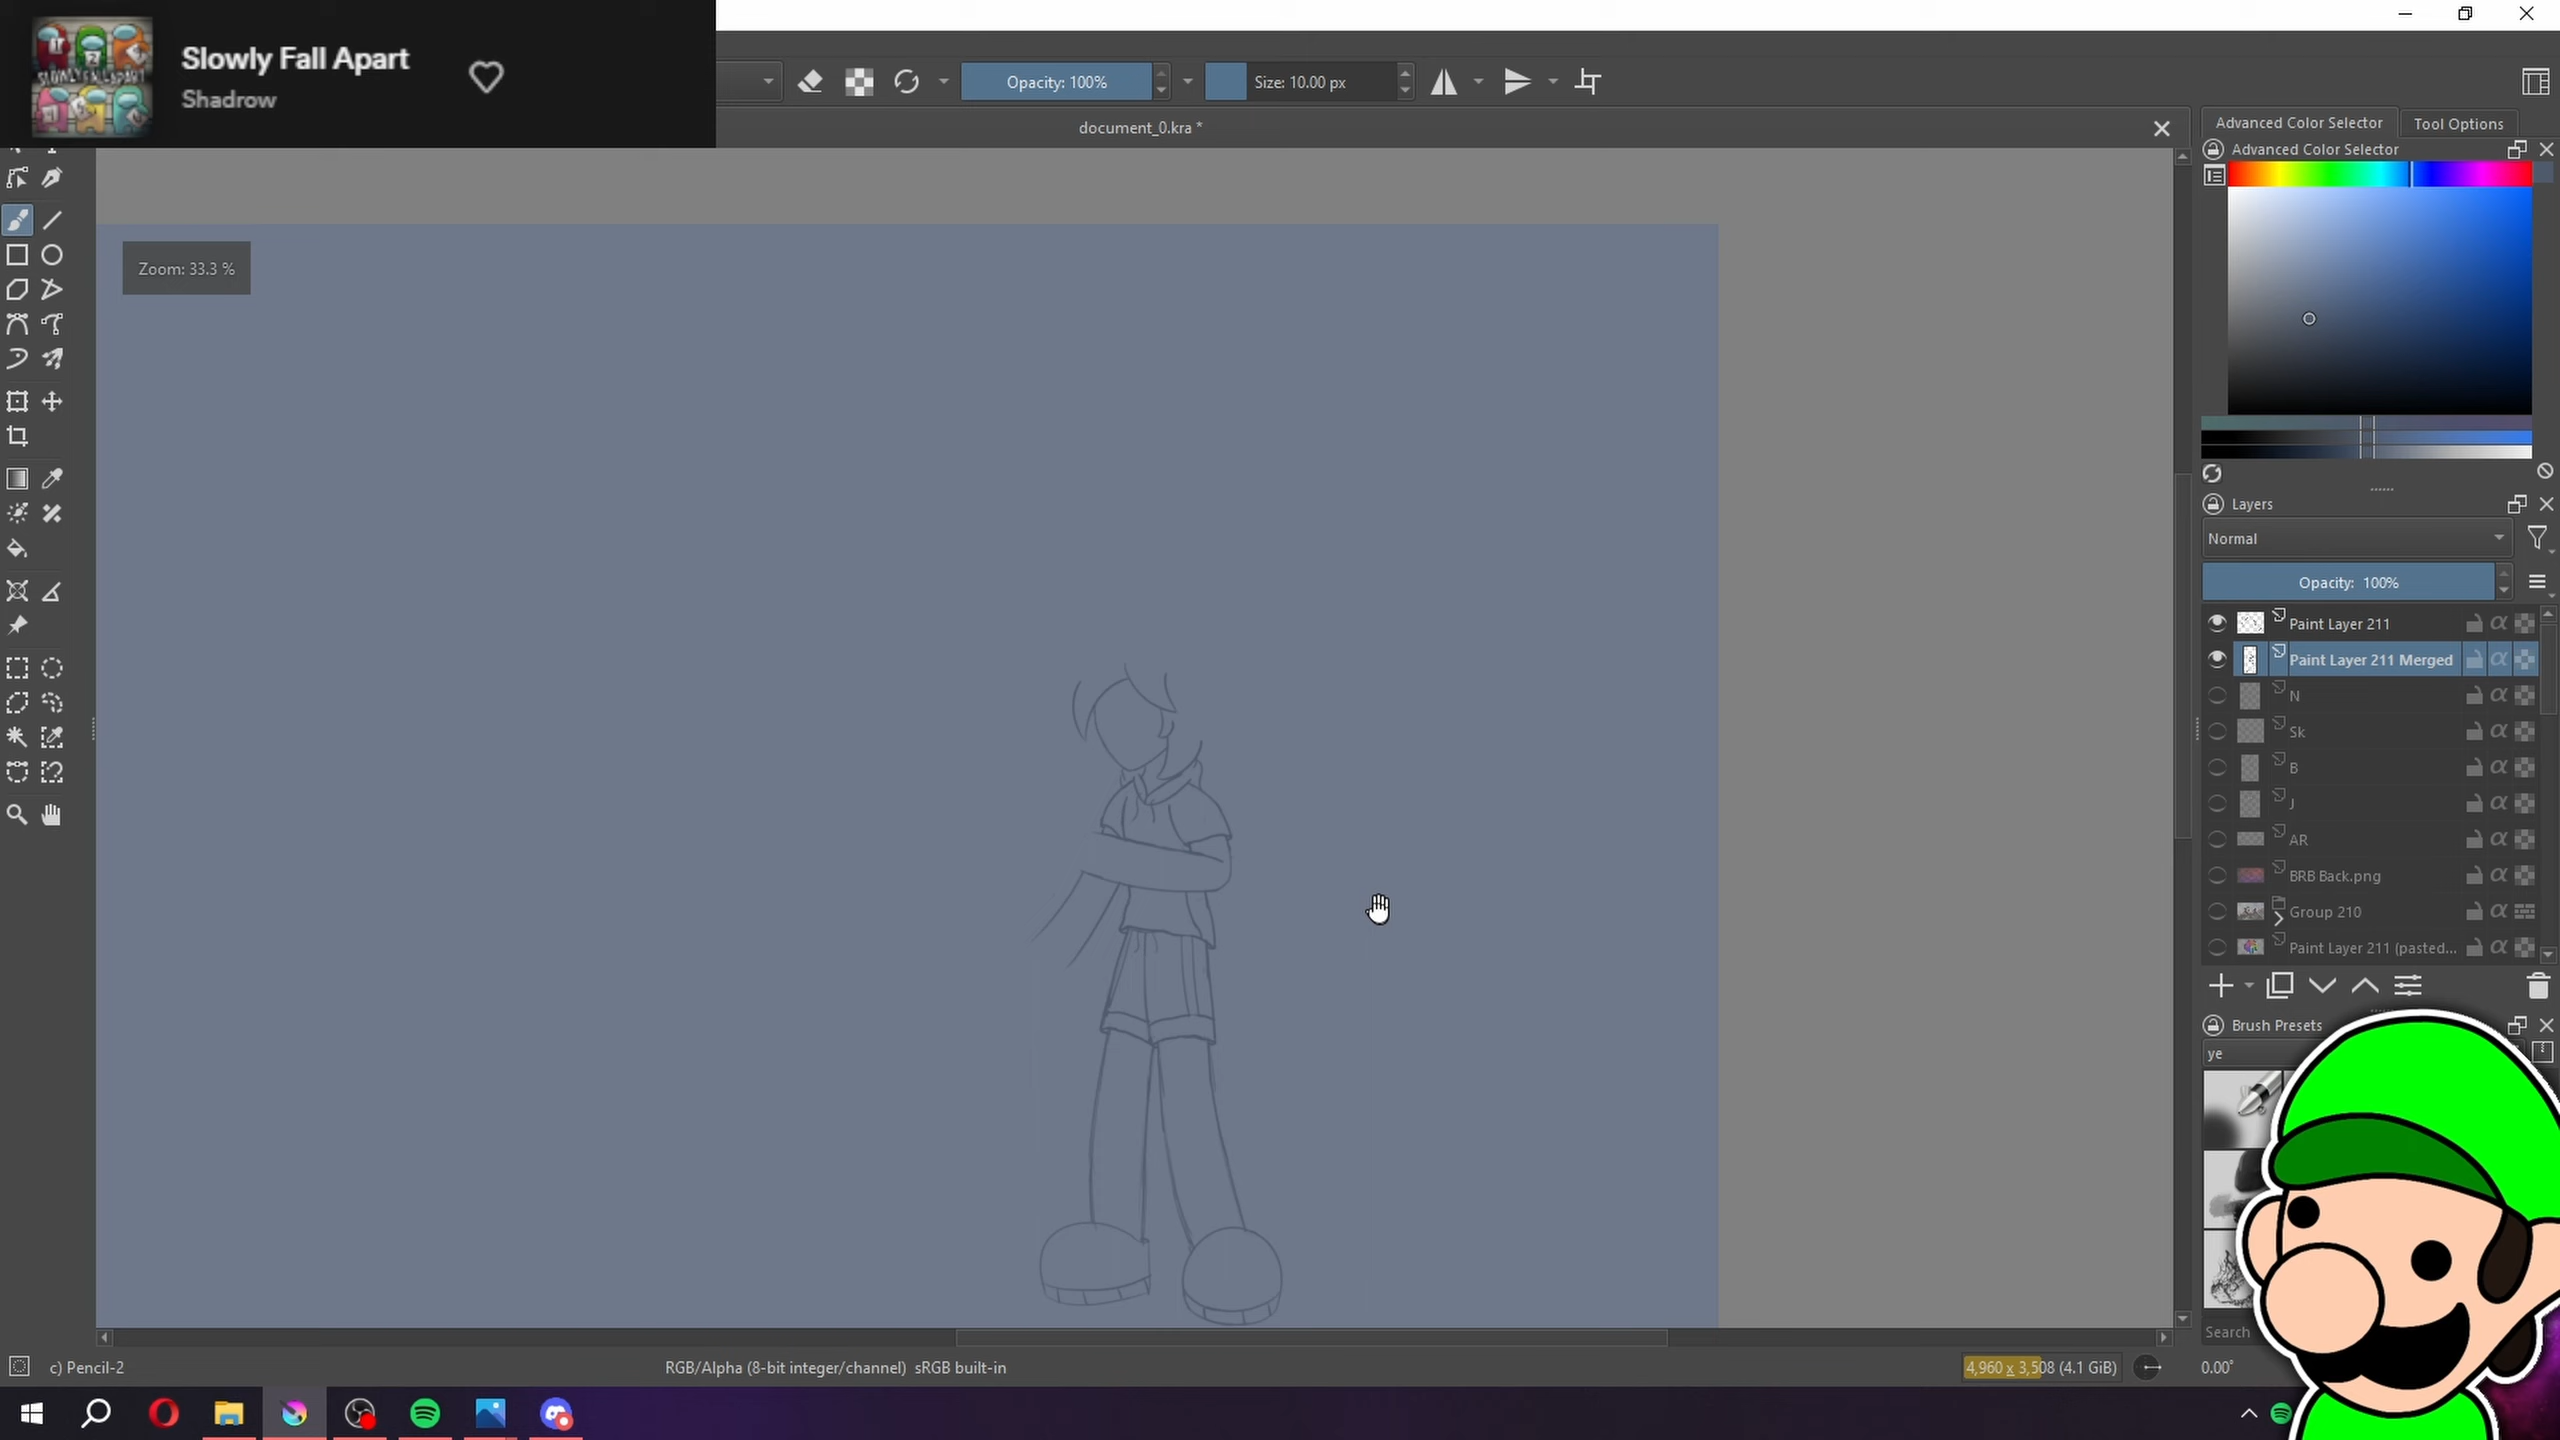 Slowly Fall Apart
Shadrow
Opacity: 100%
Size: 10.00 px
document_0.kra *
Zoom: 33.3 %
Advanced Color Selector
Tool Options
Advanced Color Selector
Layers
Normal
Opacity: 100%
Paint Layer 211
Paint Layer 211 Merged
N
Sk
B
J
AR
BRB Back.png
Group 210
Paint Layer 211 (pasted...
Brush Presets
ye
Search
c) Pencil-2
RGB/Alpha (8-bit integer/channel) sRGB built-in
4,960 x 3,508 (4.1 GiB)
0.00°